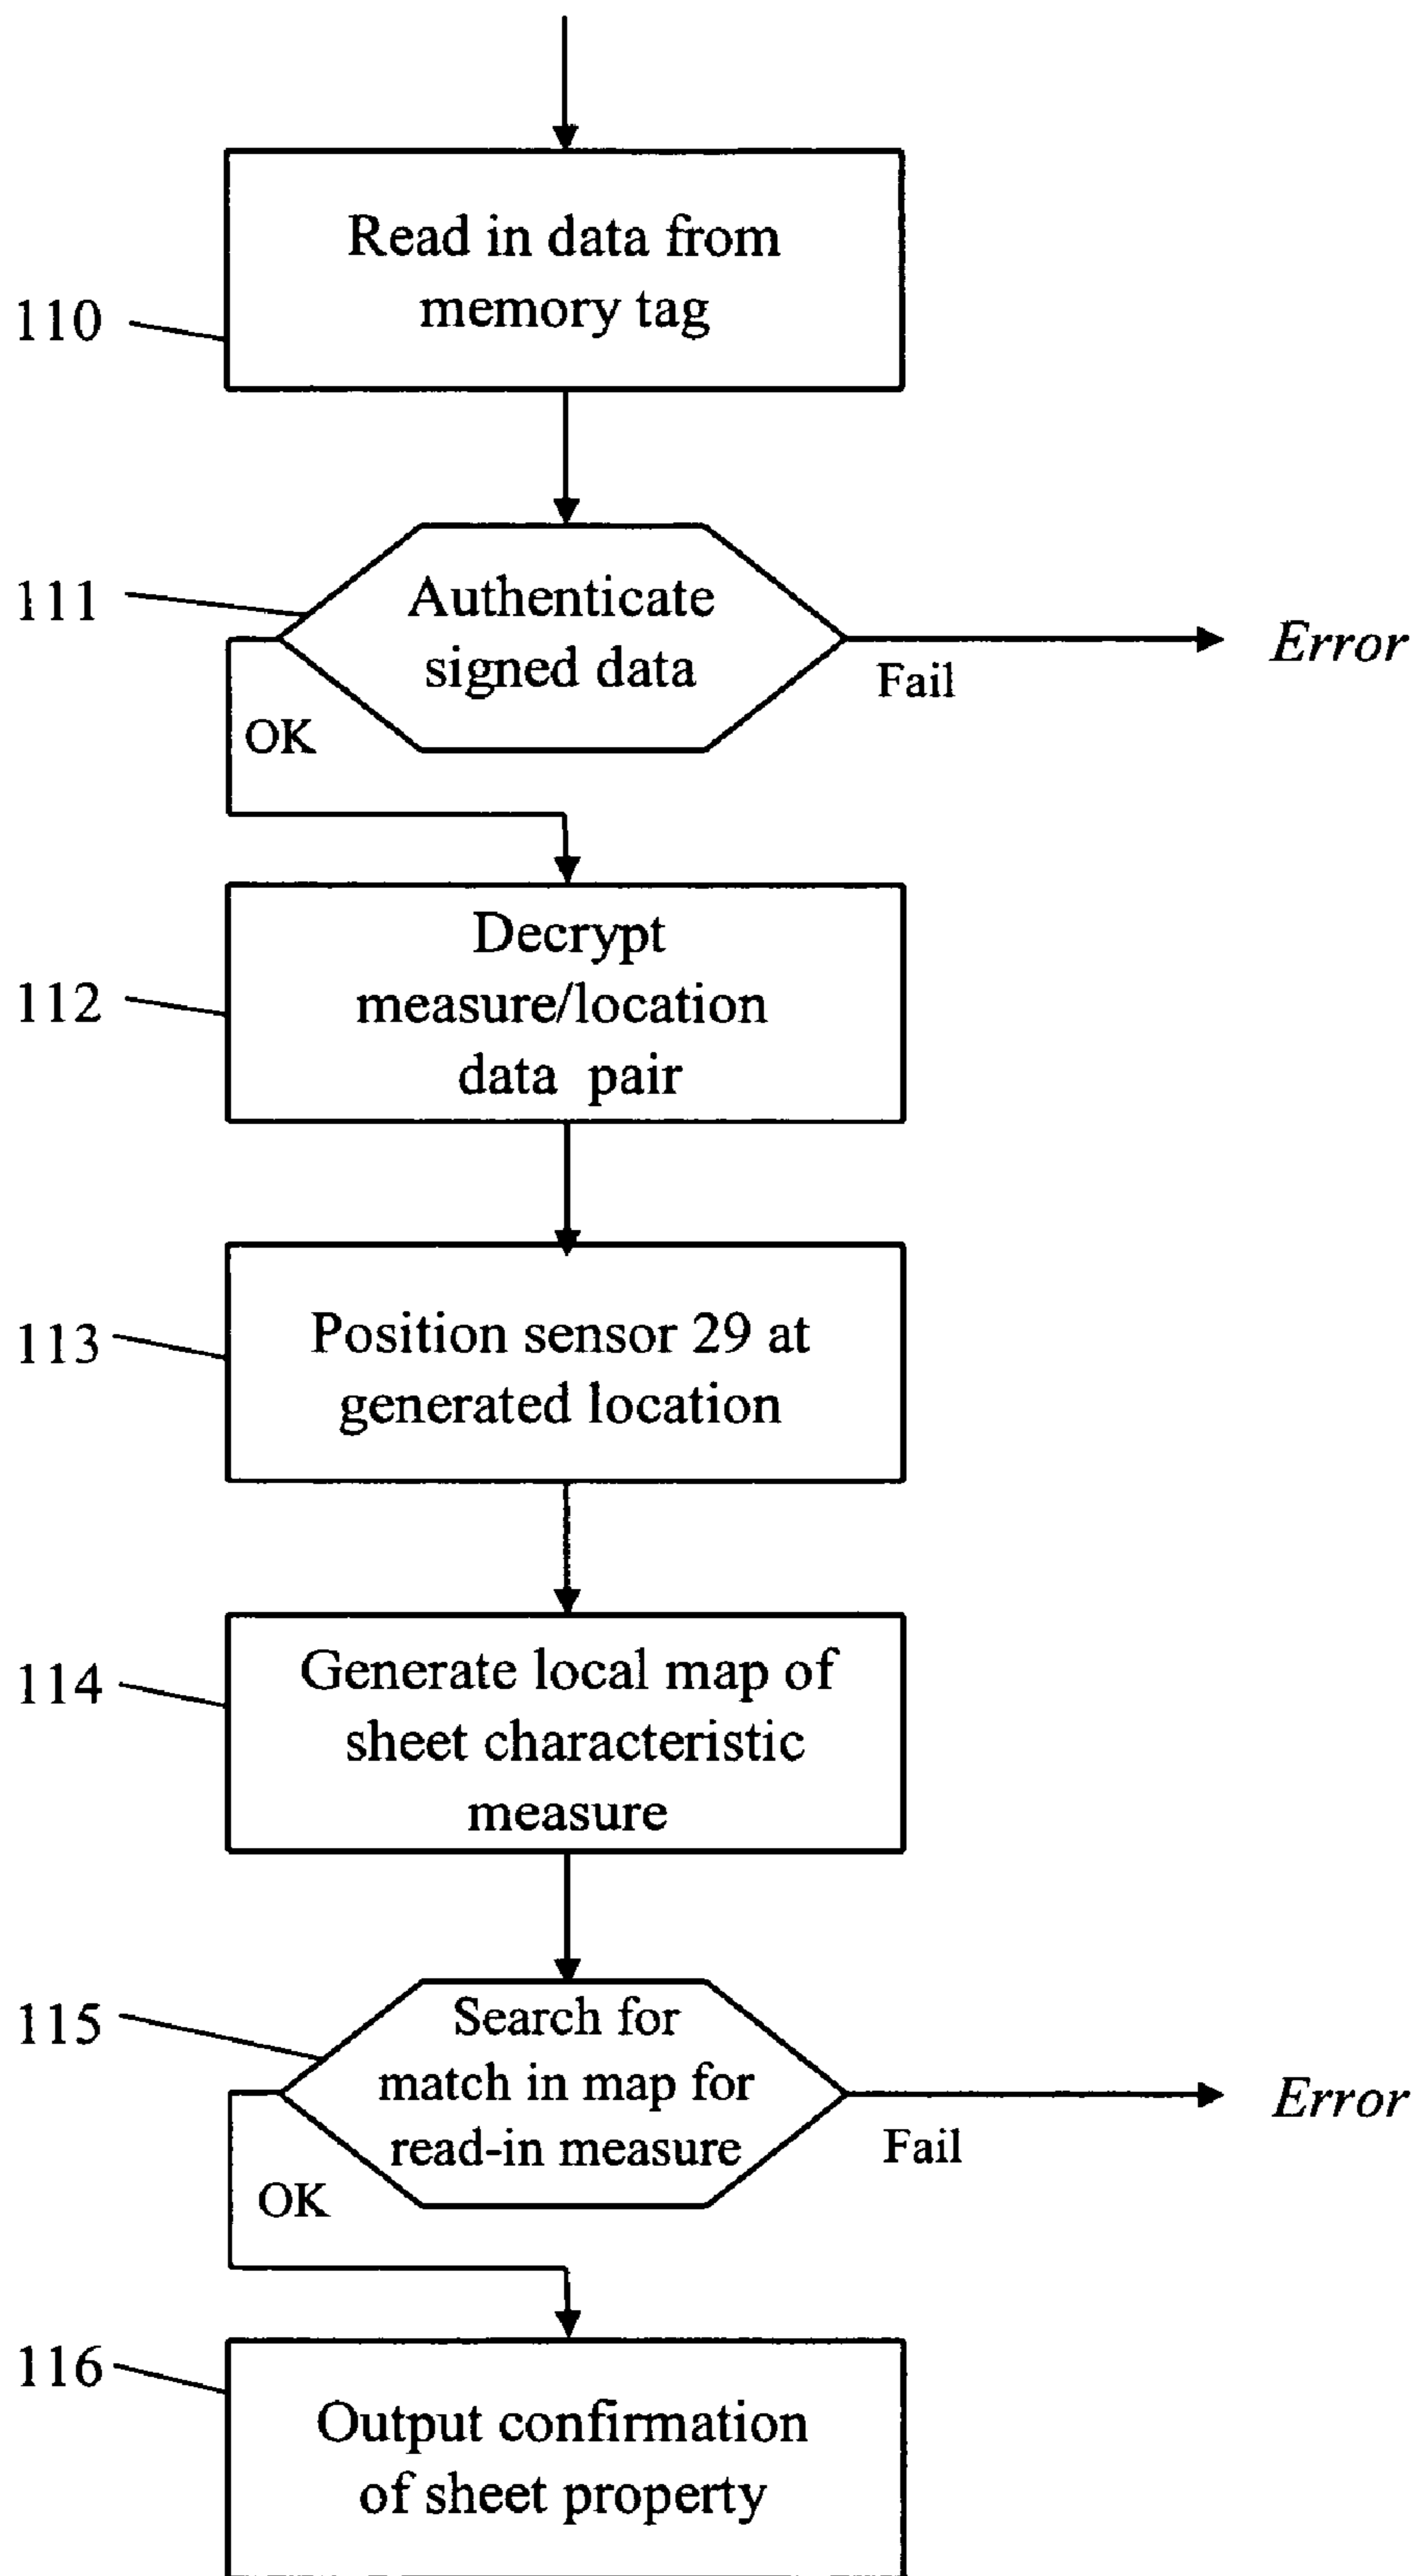 Read in data from
memory tag
110
Authenticate
signed data
111
Error
Fail
OK
Decrypt
measure/location
data pair
112
Position sensor 29 at
generated location
113
Generate local map of
sheet characteristic
measure
114
Search for
match in map for
read-in measure
115
Error
Fail
OK
Output confirmation
of sheet property
116